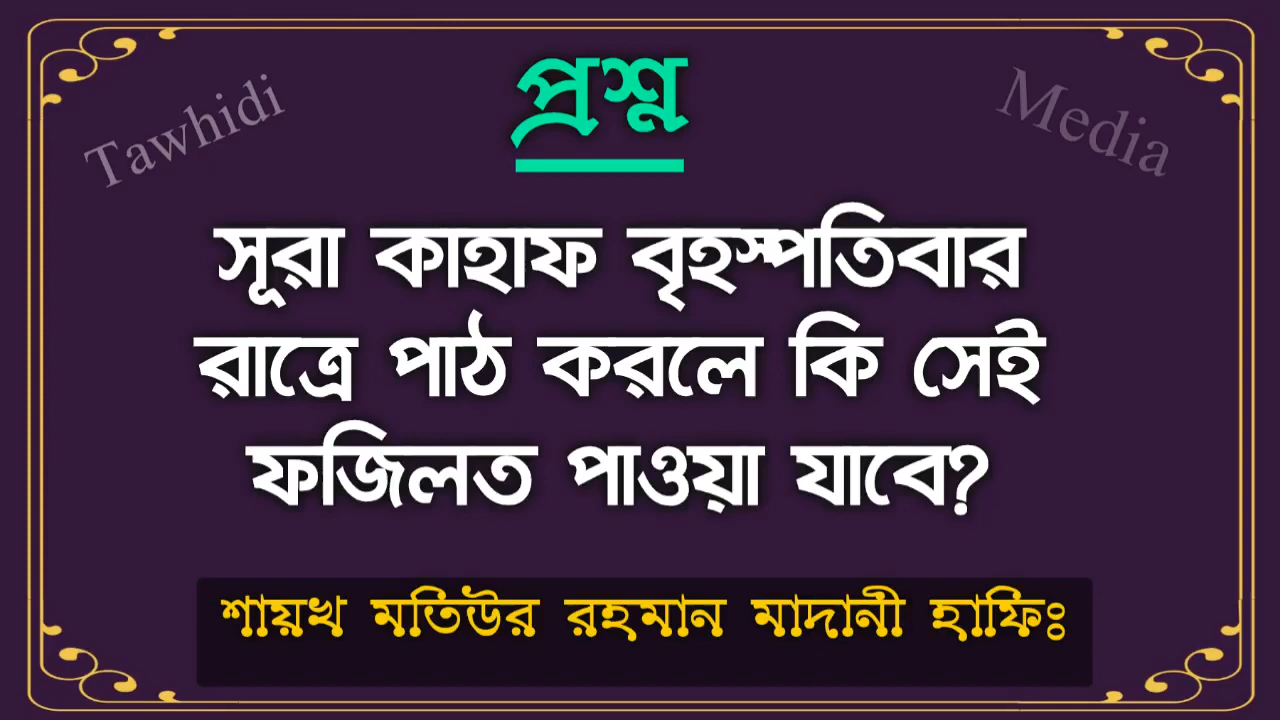 প্রশ্ন
Tawhidi
Media
সূরা কাহাফ বৃহস্পতিবার
রাত্রে পাঠ করলে কি সেই
ফজিলত পাওয়া যাবে?
শায়খ মতিউর রহমান মাদানী হাফিঃ